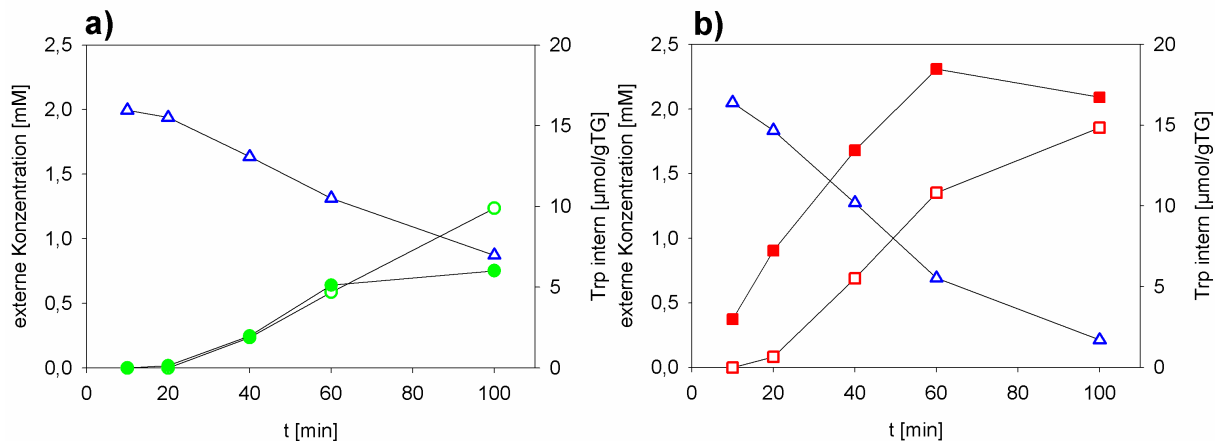 a)
externe Konzentration [mM]
2,5
2,0
1,5
1,0
0,5
0,0
20
15
10
5
0
Trp intern [µmol/gTG]
0 20 40 60 80 100
t [min]
b)
externe Konzentration [mM]
2,5
2,0
1,5
1,0
0,5
0,0
20
15
10
5
0
Trp intern [µmol/gTG]
0 20 40 60 80 100
t [min]